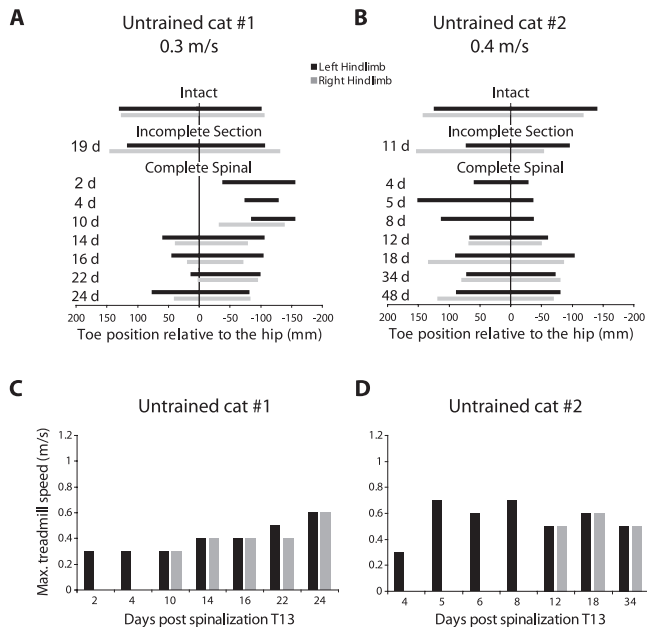 A
Untrained cat #1
0.3 m/s
B
Untrained cat #2
0.4 m/s
Left Hindlimb
Right Hindlimb
Intact
Incomplete Section
19 d
Complete Spinal
2 d
4 d
10 d
14 d
16 d
22 d
24 d
200 150 100 50 0 -50 -100 -150 -200
Toe position relative to the hip (mm)
Intact
Incomplete Section
11 d
Complete Spinal
4 d
5 d
8 d
12 d
18 d
34 d
48 d
200 150 100 50 0 -50 -100 -150 -200
Toe position relative to the hip (mm)
C
Untrained cat #1
Max. treadmill speed (m/s)
1.2
1
0.8
0.6
0.4
0.2
0
2 4 10 14 16 22 24
Days post spinalization T13
D
Untrained cat #2
1.2
1
0.8
0.6
0.4
0.2
0
4 5 6 8 12 18 34
Days post spinalization T13